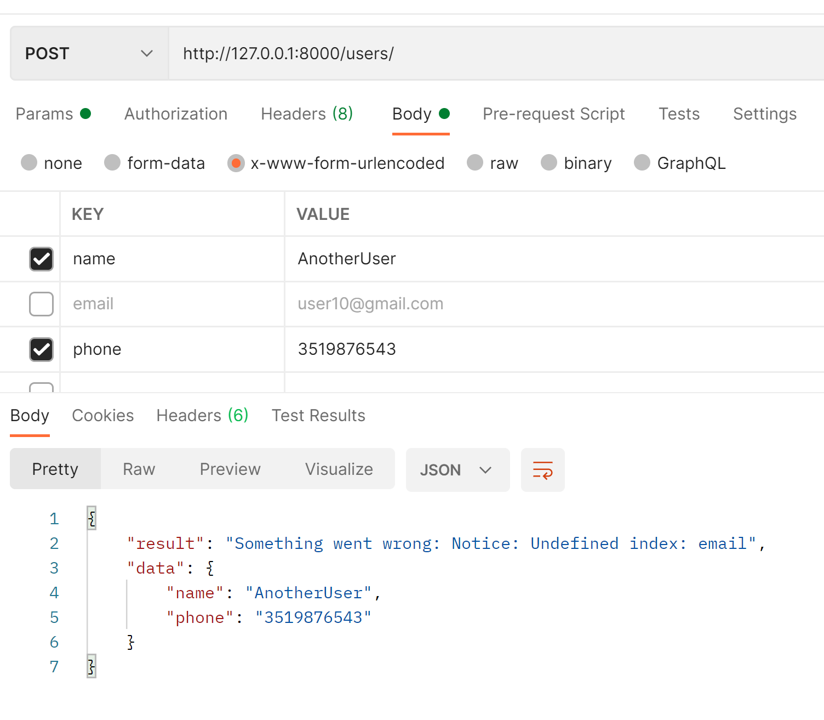 POST http://127.0.0.1:8000/users/
Params Authorization Headers (8) Body Pre-request Script Tests Settings
none form-data x-www-form-urlencoded raw binary GraphQL
KEY VALUE
name AnotherUser
email user10@gmail.com
phone 3519876543
Body Cookies Headers (6) Test Results
Pretty Raw Preview Visualize JSON
1 {
2 "result": "Something went wrong: Notice: Undefined index: email",
3 "data": {
4 "name": "AnotherUser",
5 "phone": "3519876543"
6 }
7 }